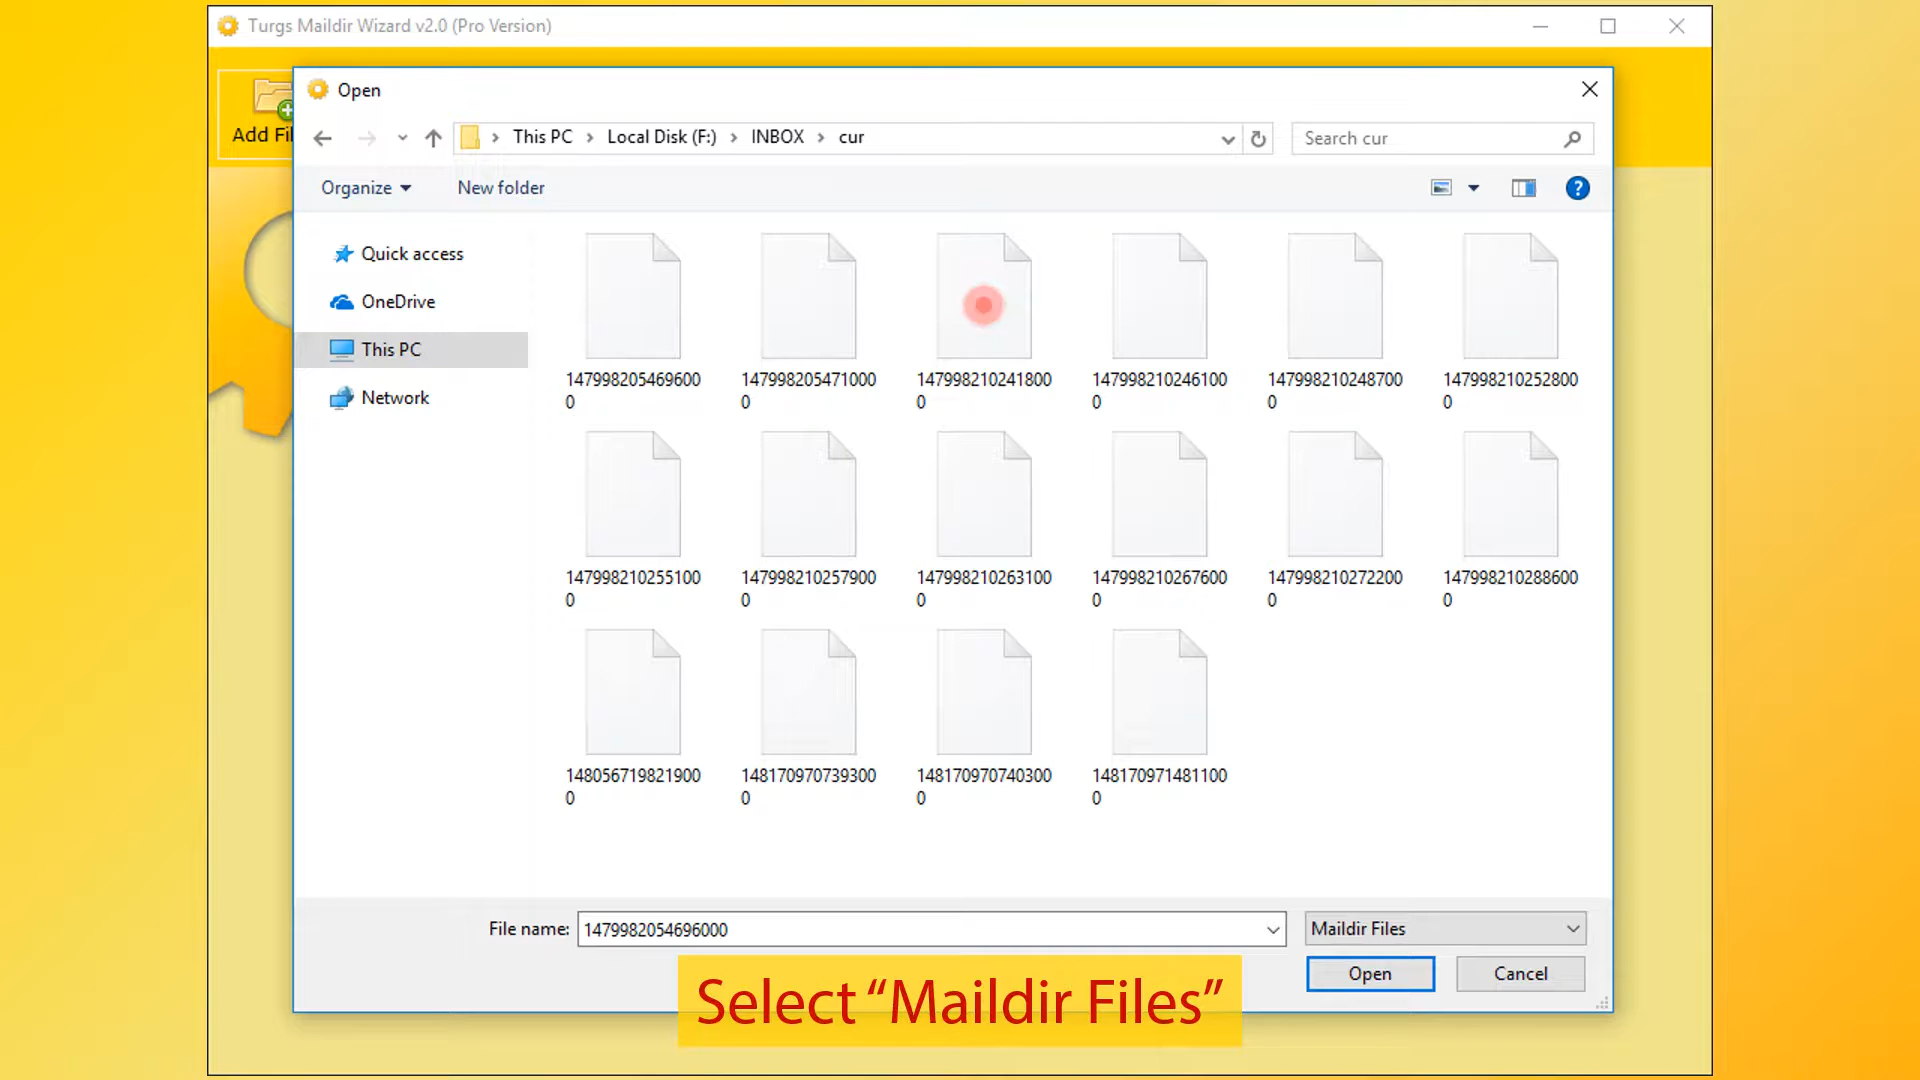 Turgs Maildir Wizard v2.0 (Pro Version)
Add Fil
Open
This PC > Local Disk (F:) > INBOX > cur
Search cur
Organize
New folder
Quick access
OneDrive
This PC
Network
147998205469600
0
147998205471000
0
147998210241800
0
147998210246100
0
147998210248700
0
147998210252800
0
147998210255100
0
147998210257900
0
147998210263100
0
147998210267600
0
147998210272200
0
147998210288600
0
148056719821900
0
148170970739300
0
148170970740300
0
148170971481100
0
File name: 1479982054696000
Maildir Files
Open
Cancel
Select “Maildir Files”